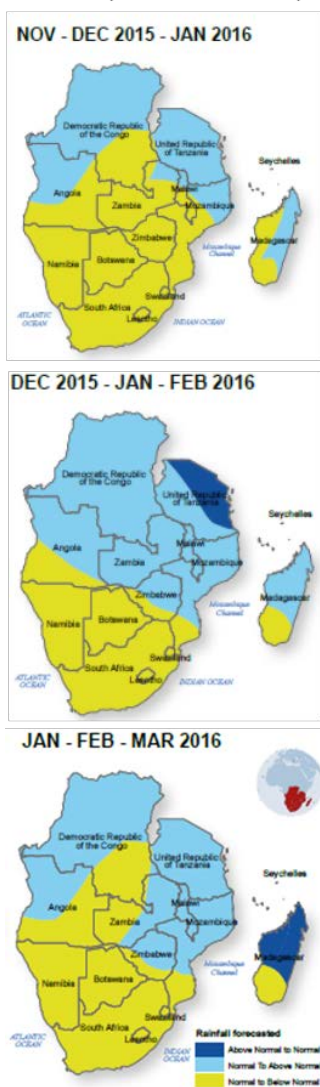 NOV - DEC 2015 - JAN 2016
Democratic Republic
of the Congo
United Republic
of Tanzania
Seychelles
Angola
Malawi
Zambia
Mozambique
Zimbabwe
Mozambique
Channel
Madagascar
Namibia
Botswana
ATLANTIC
OCEAN
Swaziland
South Africa
Lesotho
INDIAN OCEAN
DEC 2015 - JAN - FEB 2016
Democratic Republic
of the Congo
United Republic
of Tanzania
Seychelles
Angola
Malawi
Zambia
Mozambique
Zimbabwe
Mozambique
Channel
Madagascar
Namibia
Botswana
ATLANTIC
OCEAN
Swaziland
South Africa
Lesotho
INDIAN OCEAN
JAN - FEB - MAR 2016
Democratic Republic
of the Congo
United Republic
of Tanzania
Seychelles
Angola
Malawi
Zambia
Mozambique
Zimbabwe
Mozambique
Channel
Madagascar
Namibia
Botswana
ATLANTIC
OCEAN
Swaziland
South Africa
Lesotho
INDIAN
OCEAN
Rainfall forecasted
Above Normal to Normal
Normal To Above Normal
Normal to Below Normal